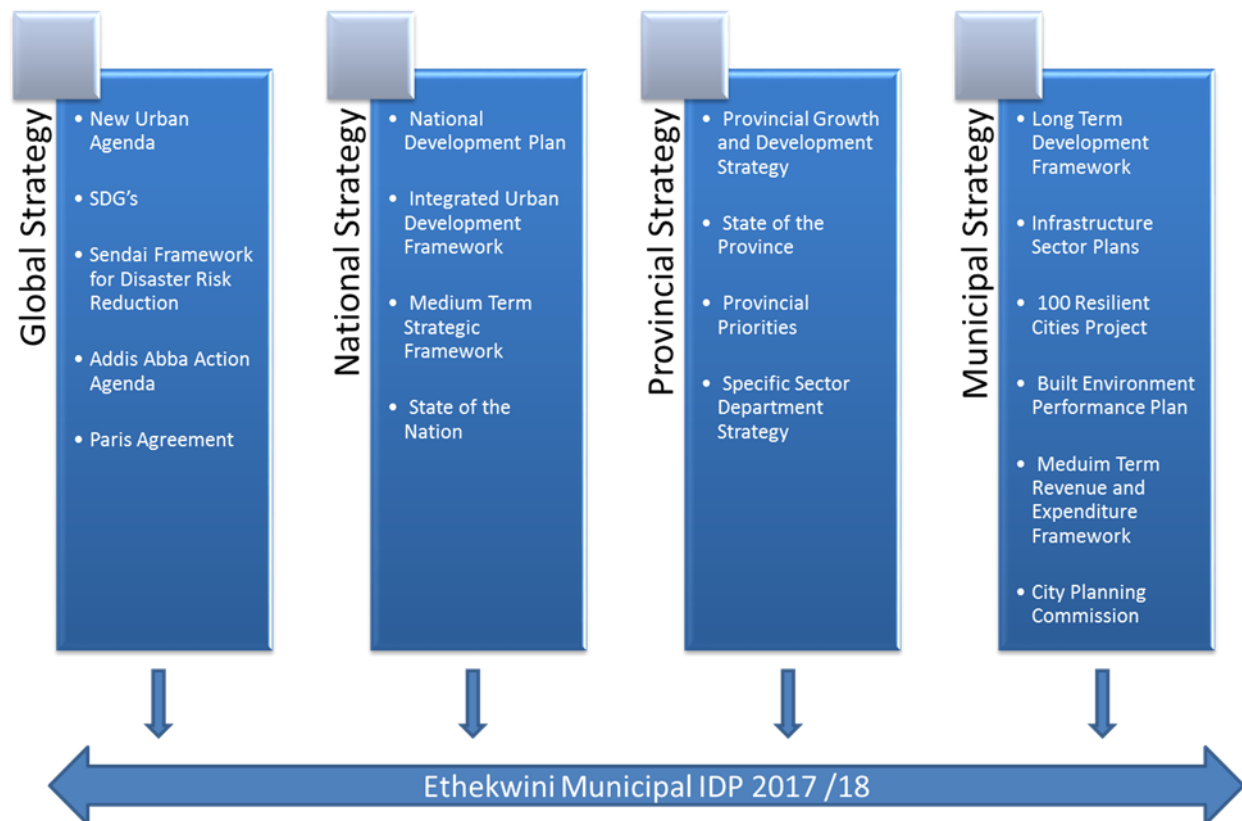 Global Strategy
• New Urban
Agenda
• SDG's
• Sendai Framework
for Disaster Risk
Reduction
• Addis Abba Action
Agenda
• Paris Agreement
National Strategy
• National
Development Plan
• Integrated Urban
Development
Framework
• Medium Term
Strategic
Framework
• State of the
Nation
Provincial Strategy
• Provincial Growth
and Development
Strategy
• State of the
Province
• Provincial
Priorities
• Specific Sector
Department
Strategy
Municipal Strategy
• Long Term
Development
Framework
• Infrastructure
Sector Plans
• 100 Resilient
Cities Project
• Built Environment
Performance Plan
• Meduim Term
Revenue and
Expenditure
Framework
• City Planning
Commission
Ethekwini Municipal IDP 2017 /18